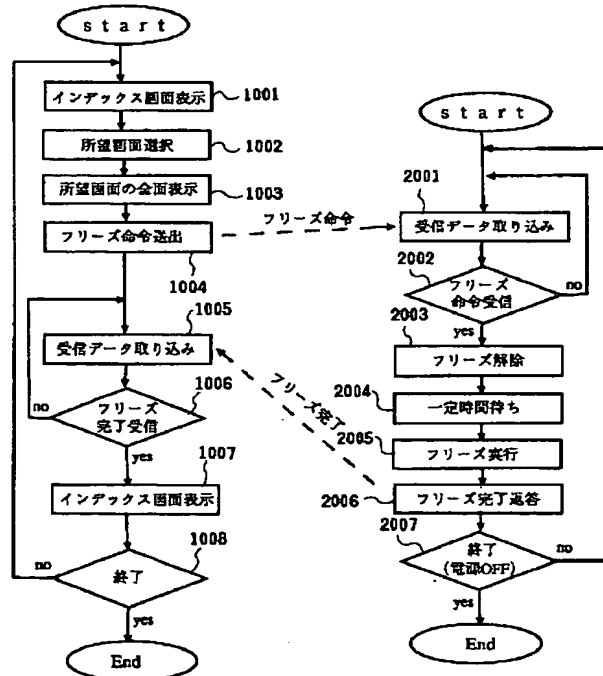 start
インデックス画面表示
1001
所望画面選択
1002
所望画面の全面表示
1003
フリーズ命令送出
1004
フリーズ命令
1005
受信データ取り込み
1006
フリーズ
完了受信
no
yes
1007
インデックス画面表示
1008
終了
no
yes
End
フリーズ完了
start
2001
受信データ取り込み
2002
フリーズ
命令受信
no
yes
2003
フリーズ解除
2004
一定時間待ち
2005
フリーズ実行
2006
フリーズ完了返答
2007
終了
(電源OFF)
no
yes
End